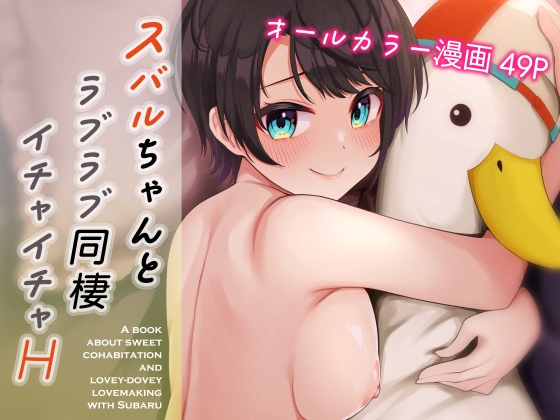 オールカラー漫画 49P
スバルちゃんと
ラブラブ同棲
イチャイチャH
A BOOK
ABOUT SWEET
COHABITATION
AND
LOVEY-DOVEY
LOVEMAKING
WITH SUBARU